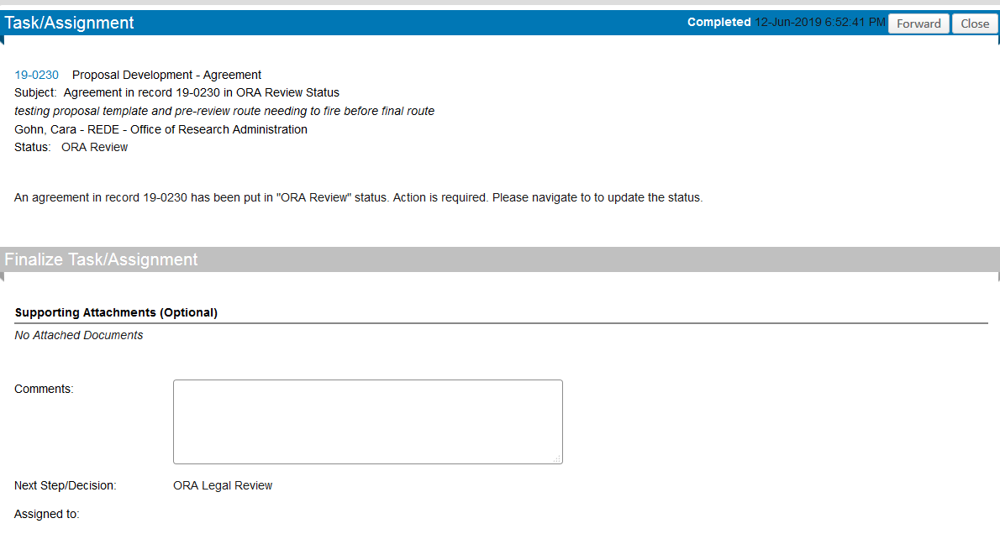 Task/Assignment Completed 12-Jun-2019 6:52:41 PM Forward Close
19-0230 Proposal Development - Agreement
Subject: Agreement in record 19-0230 in ORA Review Status
testing proposal template and pre-review route needing to fire before final route
Gohn, Cara - REDE - Office of Research Administration
Status: ORA Review
An agreement in record 19-0230 has been put in "ORA Review" status. Action is required. Please navigate to to update the status.
Finalize Task/Assignment
Supporting Attachments (Optional)
No Attached Documents
Comments:
Next Step/Decision: ORA Legal Review
Assigned to: